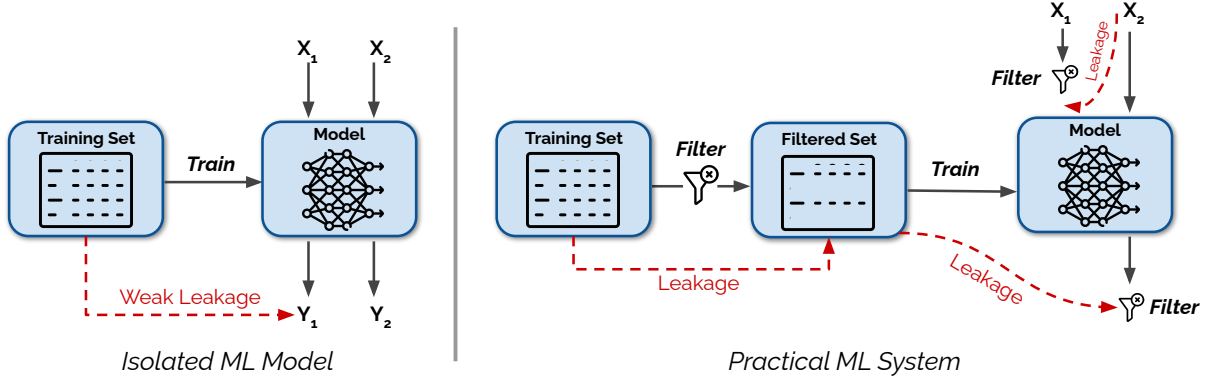 X₁ X₂
Training Set
Model
Train
Weak Leakage
Y₁ Y₂
Isolated ML Model
X₁ X₂
Leakage
Filter
Training Set
Filter
Filtered Set
Train
Model
Leakage
Leakage
Filter
Practical ML System